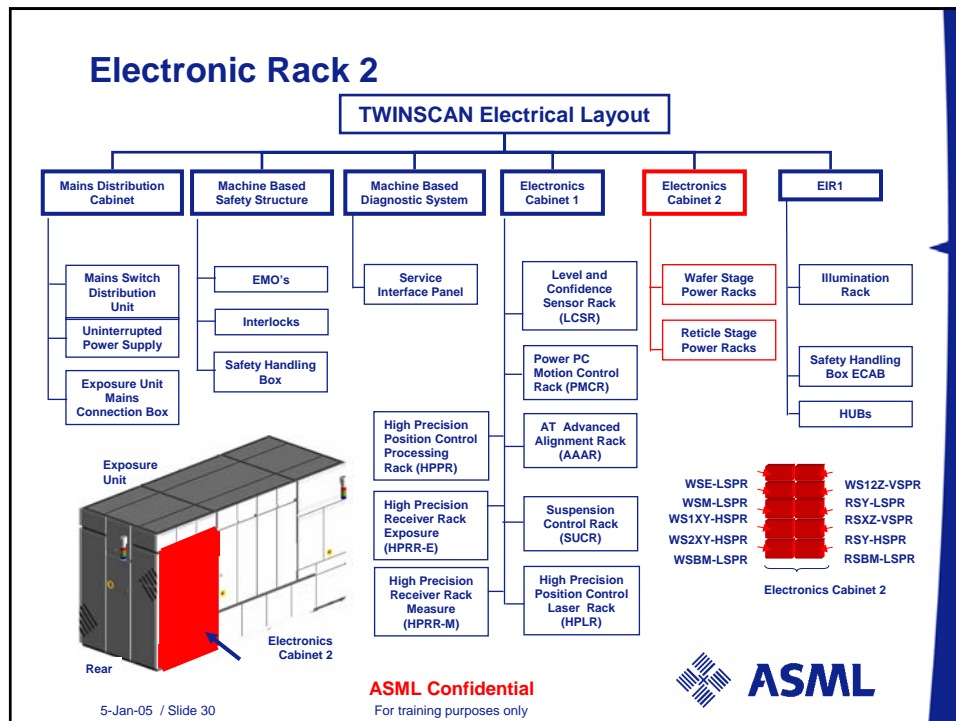 Electronic Rack 2
TWINSCAN Electrical Layout
Mains Distribution
Cabinet
Machine Based
Safety Structure
Machine Based
Diagnostic System
Electronics
Cabinet 1
Electronics
Cabinet 2
EIR1
Mains Switch
Distribution
Unit
Uninterrupted
Power Supply
Exposure Unit
Mains
Connection Box
EMO's
Interlocks
Safety Handling
Box
Service
Interface Panel
Level and
Confidence
Sensor Rack
(LCSR)
Power PC
Motion Control
Rack (PMCR)
High Precision
Position Control
Processing
Rack (HPPR)
AT Advanced
Alignment Rack
(AAAR)
High Precision
Receiver Rack
Exposure
(HPRR-E)
Suspension
Control Rack
(SUCR)
High Precision
Receiver Rack
Measure
(HPRR-M)
High Precision
Position Control
Laser Rack
(HPLR)
Wafer Stage
Power Racks
Reticle Stage
Power Racks
Illumination
Rack
Safety Handling
Box ECAB
HUBs
Exposure
Unit
Electronics
Cabinet 2
Rear
WSE-LSPR
WSM-LSPR
WS1XY-HSPR
WS2XY-HSPR
WSBM-LSPR
WS12Z-VSPR
RSY-LSPR
RSXZ-VSPR
RSY-HSPR
RSBM-LSPR
Electronics Cabinet 2
ASML Confidential
For training purposes only
5-Jan-05 / Slide 30
ASML